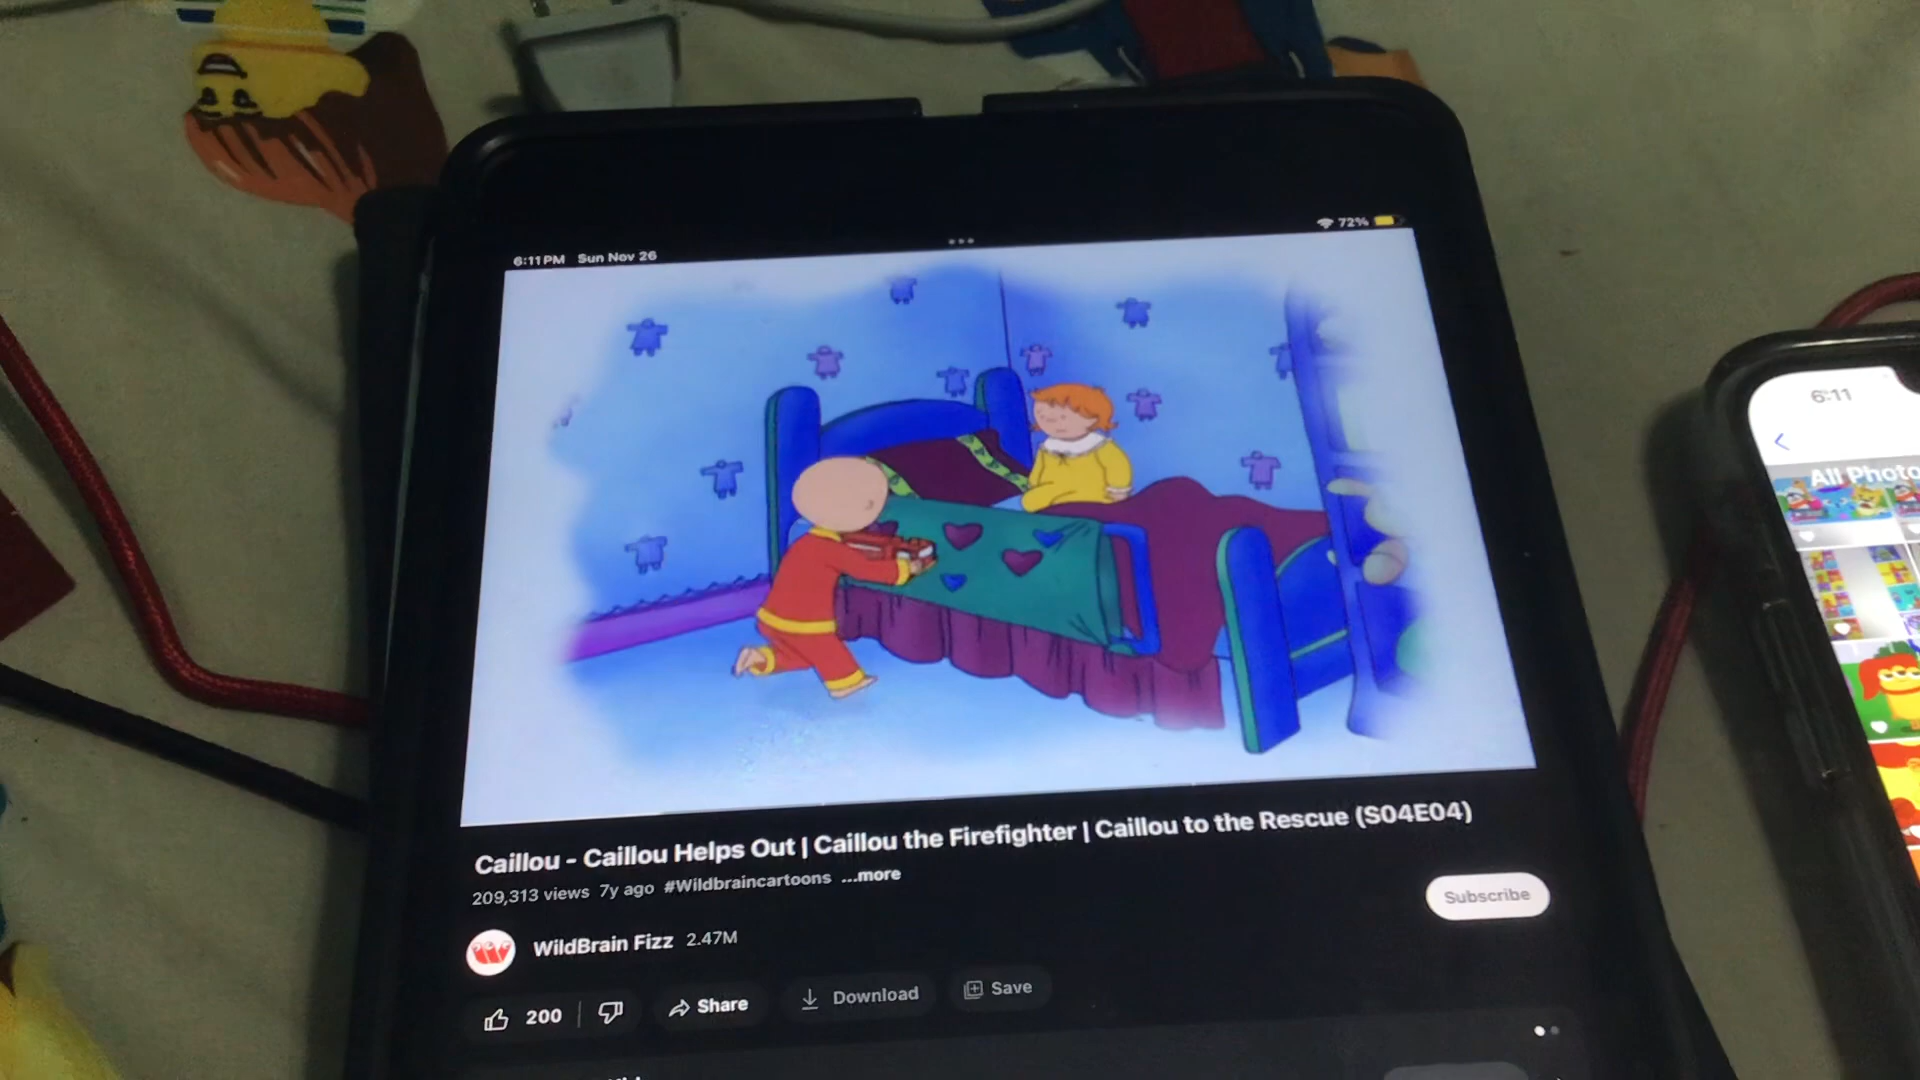 6:11 PM Sun Nov 26
72%
Caillou - Caillou Helps Out | Caillou the Firefighter | Caillou to the Rescue (S04E04)
209,313 views 7y ago #Wildbraincartoons ...more
Subscribe
WildBrain Fizz 2.47M
200
Share
Download
Save
6:11
All Photo